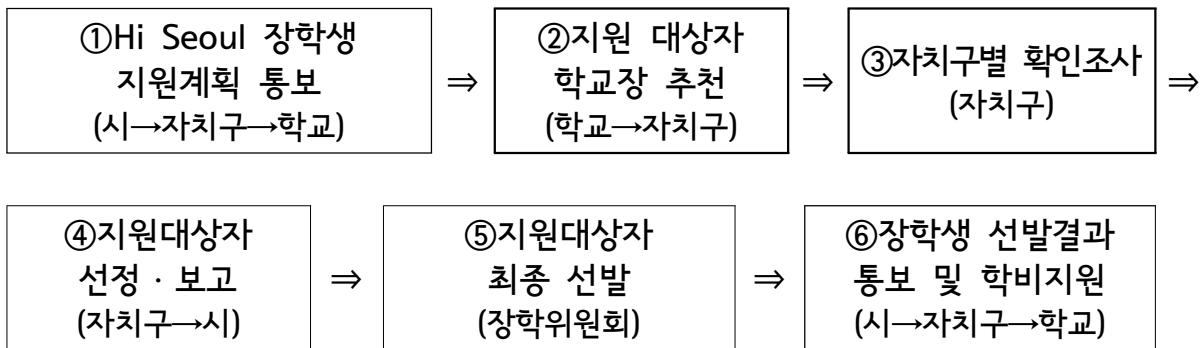 ①Hi Seoul 장학생
지원계획 통보
(시→자치구→학교)
⇒
②지원 대상자
학교장 추천
(학교→자치구)
⇒
③자치구별 확인조사
(자치구)
⇒
④지원대상자
선정 · 보고
(자치구→시)
⇒
⑤지원대상자
최종 선발
(장학위원회)
⇒
⑥장학생 선발결과
통보 및 학비지원
(시→자치구→학교)